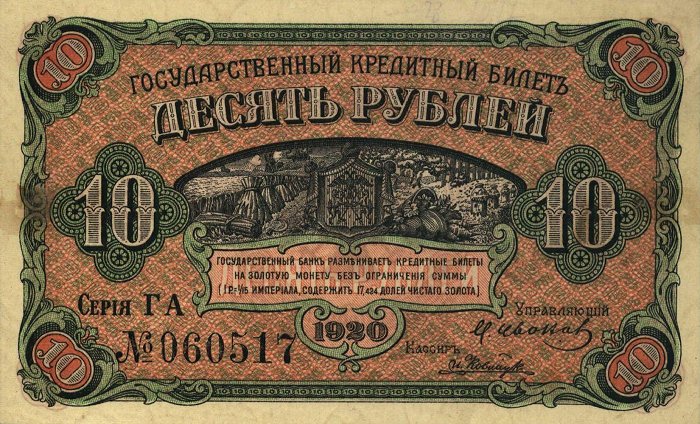 10 10
ГОСУДАРСТВЕННЫЙ КРЕДИТНЫЙ БИЛЕТЪ
ДЕСЯТЬ РУБЛЕЙ
10 10
ГОСУДАРСТВЕННЫЙ БАНКЪ РАЗМѢНИВАЕТЪ КРЕДИТНЫЕ БИЛЕТЫ
НА ЗОЛОТУЮ МОНЕТУ БЕЗЪ ОГРАНИЧЕНІЯ СУММЫ
(1 Р.=1/15 ИМПЕРІАЛА, СОДЕРЖИТЪ 17,424 ДОЛЕЙ ЧИСТАГО ЗОЛОТА)
СЕРІЯ ГА
УПРАВЛЯЮЩІЙ
1920
№ 060517
КАССИРЪ
10 10